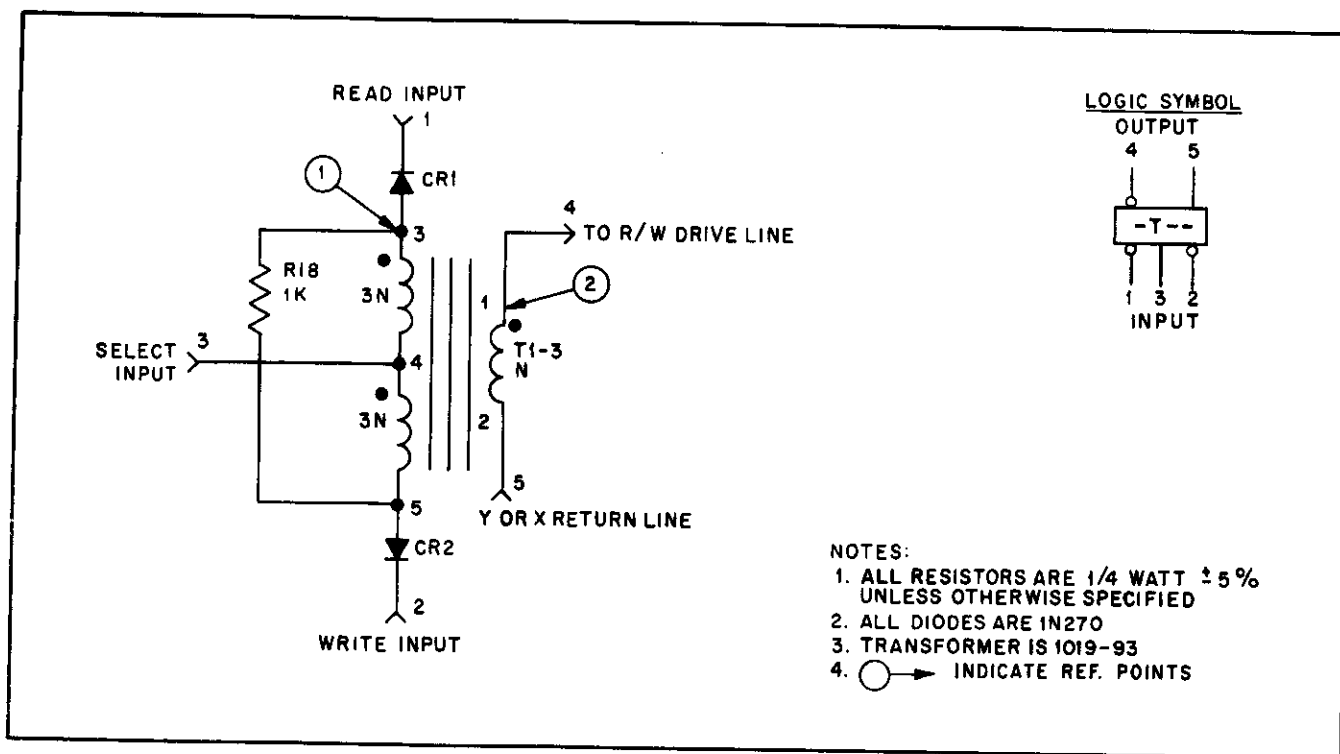 READ INPUT
1
1
CR1
3
R18
1K
3N
SELECT
INPUT
3
4
3N
5
CR2
2
WRITE INPUT
4
TO R/W DRIVE LINE
1
2
T1-3
N
2
5
Y OR X RETURN LINE
LOGIC SYMBOL
OUTPUT
4 5
-T--
1 3 2
INPUT
NOTES:
1. ALL RESISTORS ARE 1/4 WATT ±5%
UNLESS OTHERWISE SPECIFIED
2. ALL DIODES ARE 1N270
3. TRANSFORMER IS 1019-93
4. INDICATE REF. POINTS